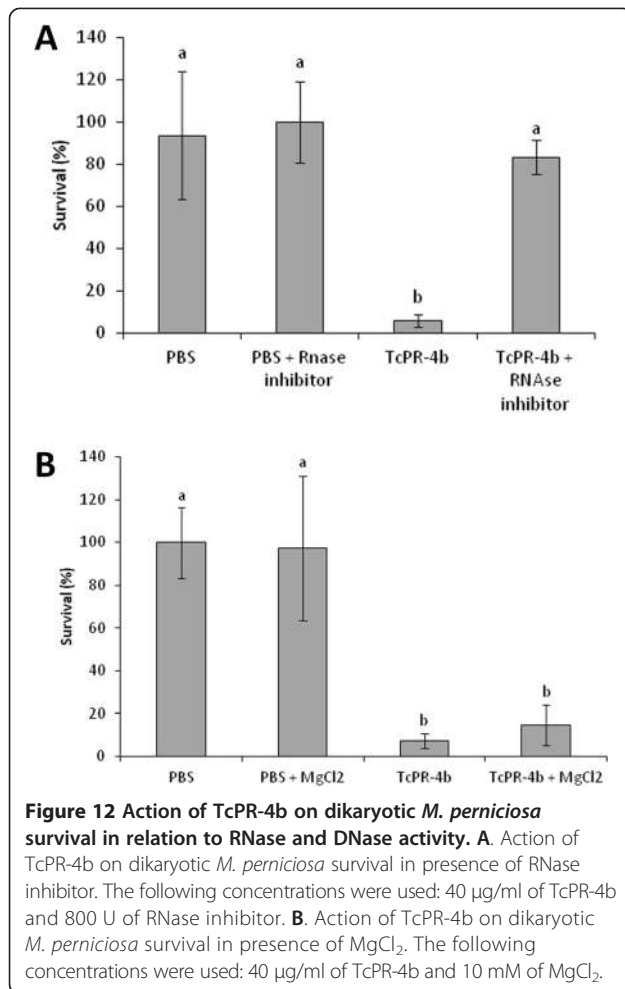 A
140
a
a
120
100
a
80
Survival (%)
60
40
b
20
0
PBS
PBS + Rnase
inhibitor
TcPR-4b
TcPR-4b +
RNAse
inhibitor
B
140
a
120
a
100
80
Survival (%)
60
40
b
b
20
0
PBS
PBS + MgCl2
TcPR-4b
TcPR-4b + MgCl2
Figure 12 Action of TcPR-4b on dikaryotic M. perniciosa
survival in relation to RNase and DNase activity. A. Action of
TcPR-4b on dikaryotic M. perniciosa survival in presence of RNase
inhibitor. The following concentrations were used: 40 μg/ml of TcPR-4b
and 800 U of RNase inhibitor. B. Action of TcPR-4b on dikaryotic
M. perniciosa survival in presence of MgCl₂. The following
concentrations were used: 40 μg/ml of TcPR-4b and 10 mM of MgCl₂.